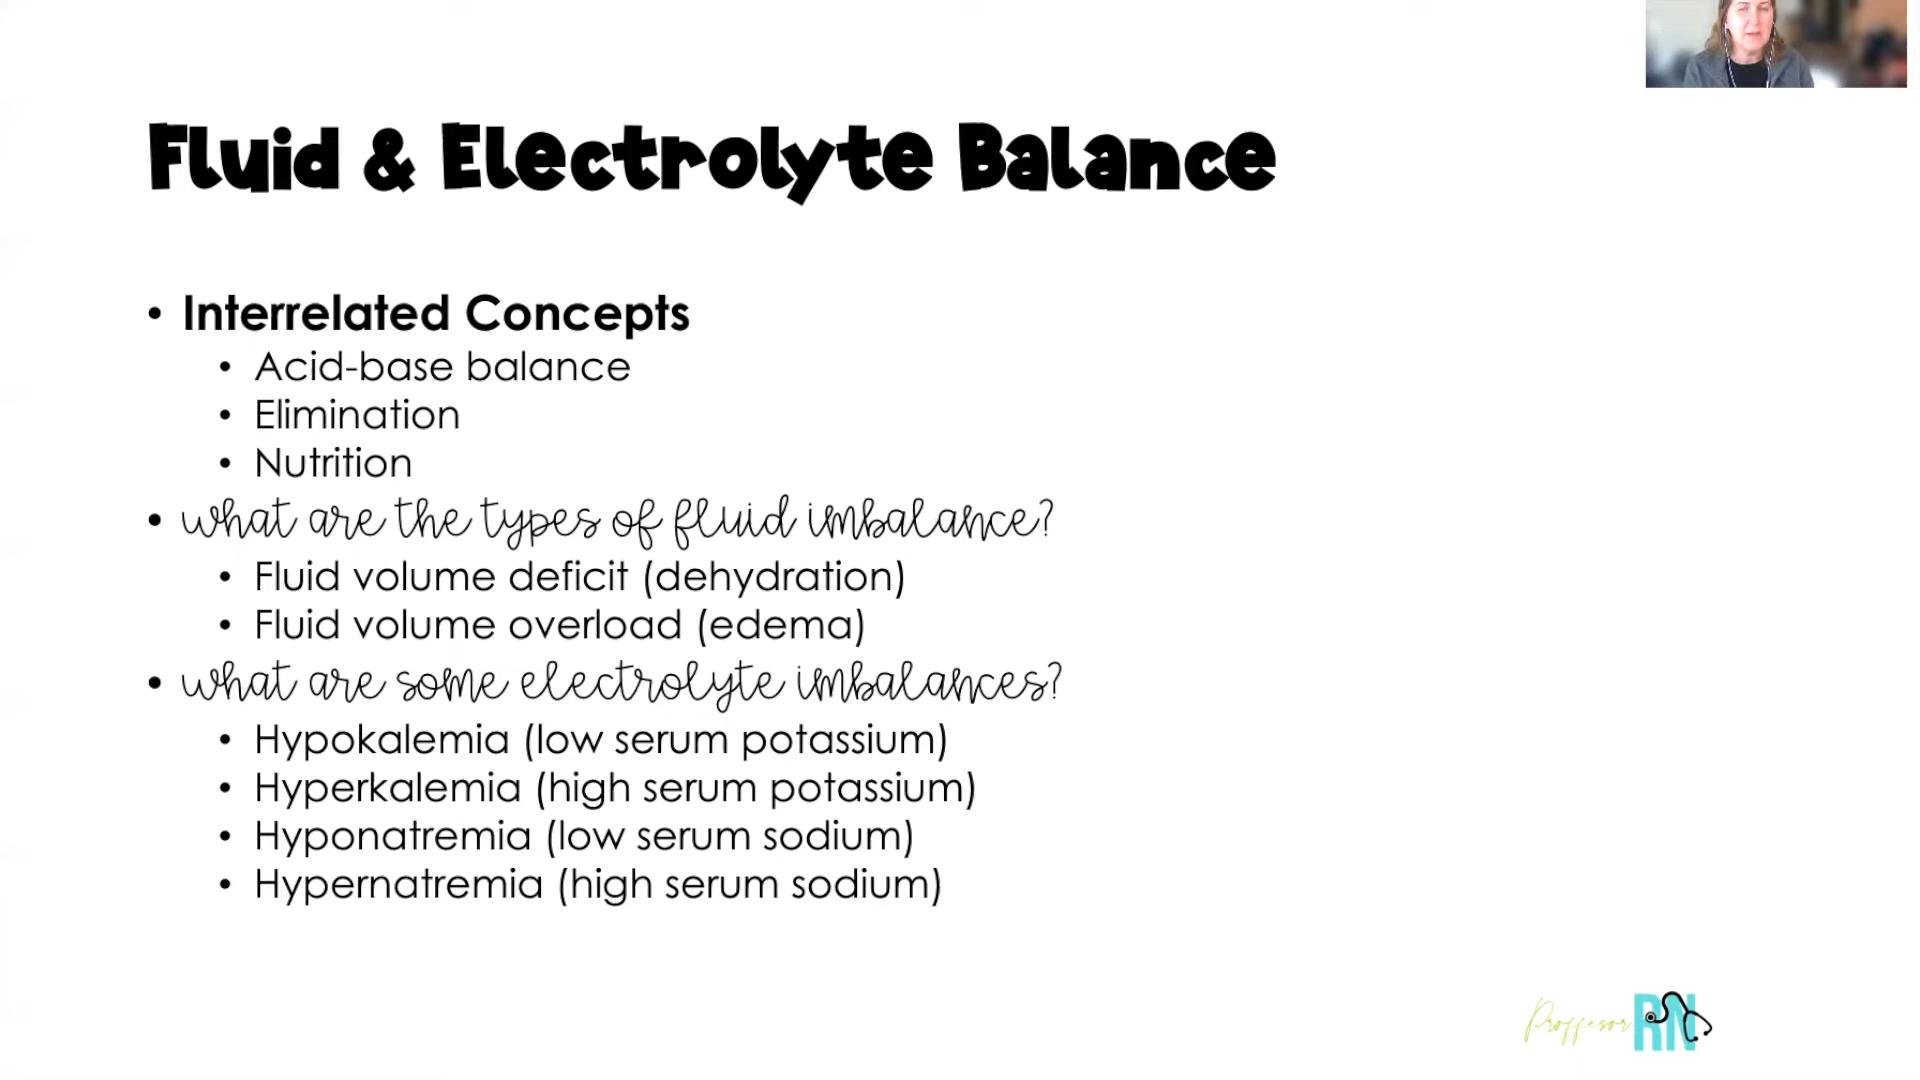 Fluid & Electrolyte Balance
• Interrelated Concepts
• Acid-base balance
• Elimination
• Nutrition
• what are the types of fluid imbalance?
• Fluid volume deficit (dehydration)
• Fluid volume overload (edema)
• what are some electrolyte imbalances?
• Hypokalemia (low serum potassium)
• Hyperkalemia (high serum potassium)
• Hyponatremia (low serum sodium)
• Hypernatremia (high serum sodium)
Proffesor RN